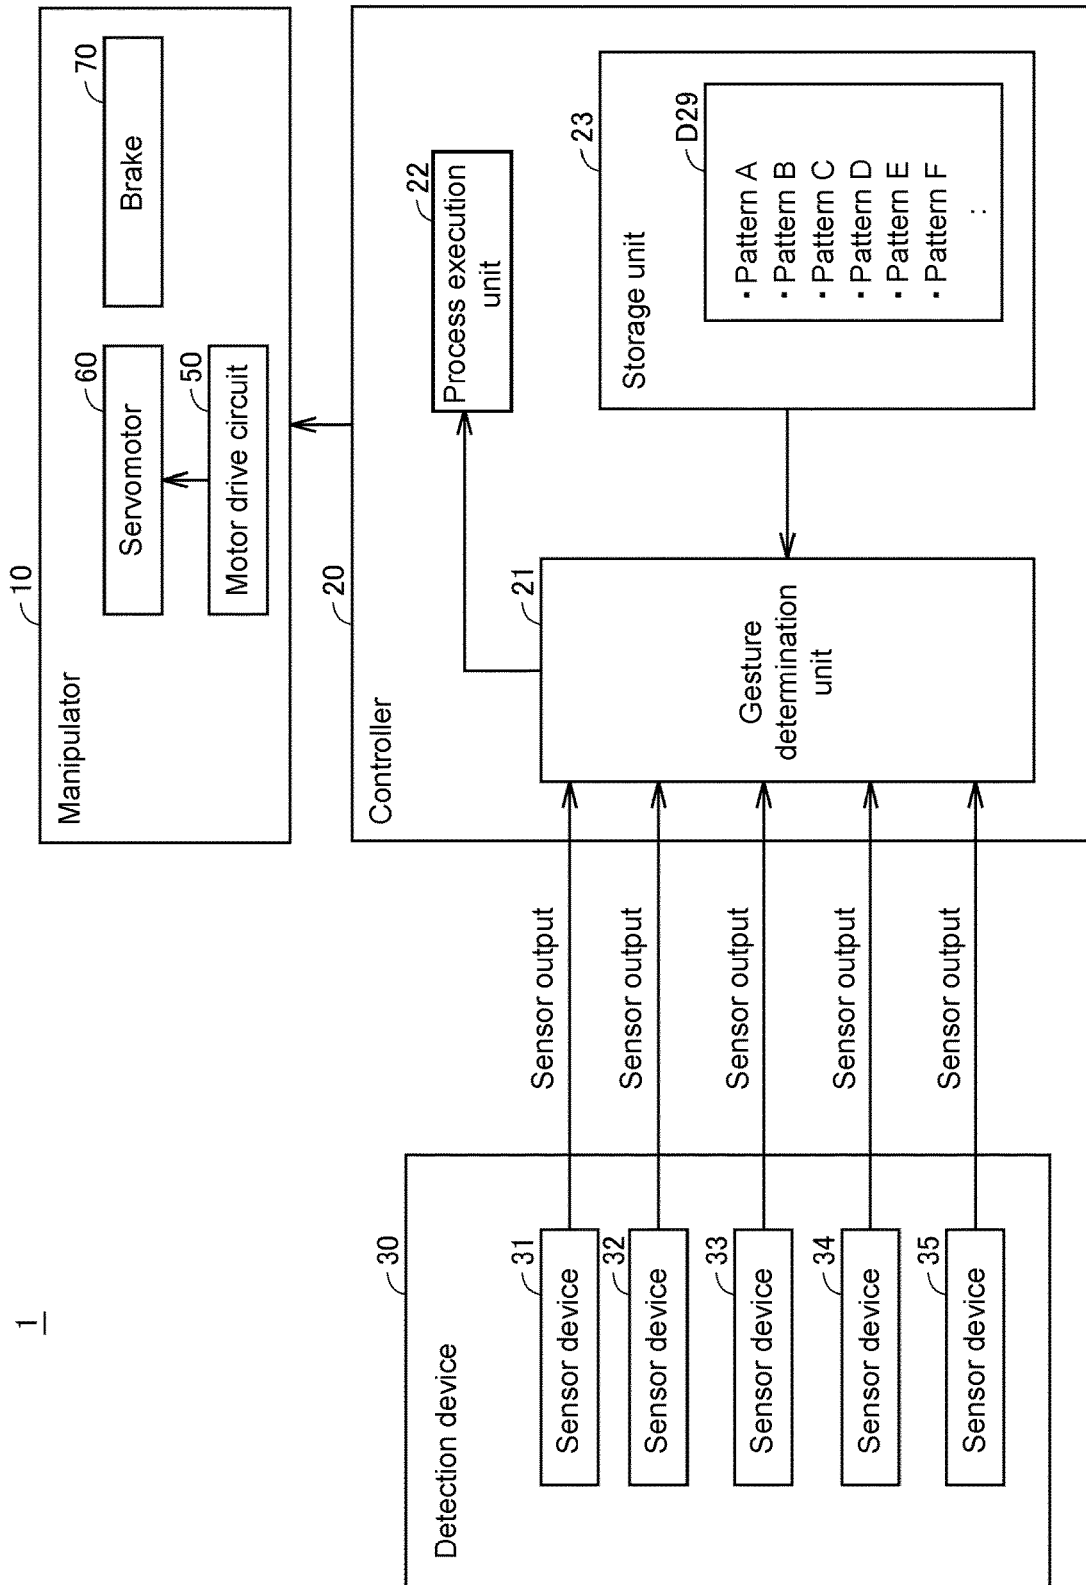 1
10
Manipulator
60
Servomotor
50
Motor drive circuit
70
Brake
20
Controller
22
Process execution
unit
21
Gesture
determination
unit
23
Storage unit
D29
・Pattern A
・Pattern B
・Pattern C
・Pattern D
・Pattern E
・Pattern F
:
30
Detection device
31
Sensor device
Sensor output
32
Sensor device
Sensor output
33
Sensor device
Sensor output
34
Sensor device
Sensor output
35
Sensor device
Sensor output